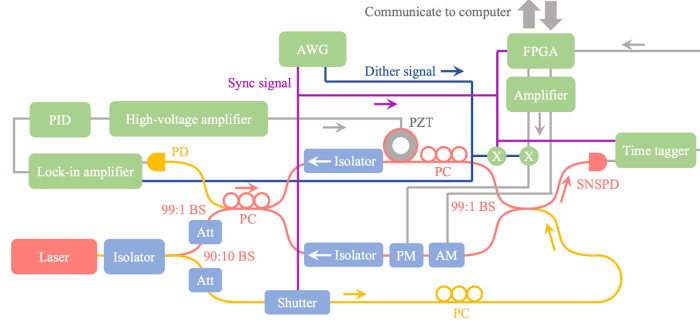 Communicate to computer
AWG
FPGA
Dither signal
Sync signal
Amplifier
PID
High-voltage amplifier
PZT
PD
Isolator
X
X
Time tagger
Lock-in amplifier
PC
SNSPD
99:1 BS
PC
99:1 BS
Att
Laser
Isolator
90:10 BS
Isolator
PM
AM
Att
Shutter
PC